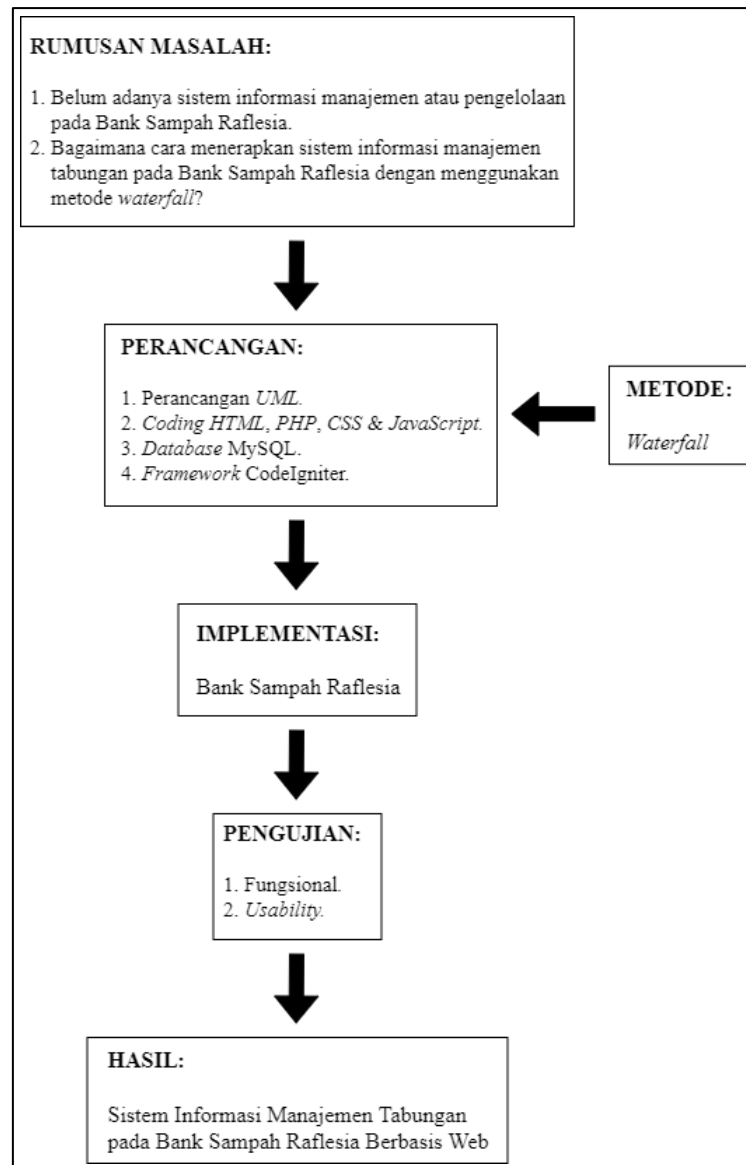 RUMUSAN MASALAH:
1. Belum adanya sistem informasi manajemen atau pengelolaan
pada Bank Sampah Raflesia.
2. Bagaimana cara menerapkan sistem informasi manajemen
tabungan pada Bank Sampah Raflesia dengan menggunakan
metode waterfall?
PERANCANGAN:
1. Perancangan UML.
2. Coding HTML, PHP, CSS & JavaScript.
3. Database MySQL.
4. Framework CodeIgniter.
METODE:
Waterfall
IMPLEMENTASI:
Bank Sampah Raflesia
PENGUJIAN:
1. Fungsional.
2. Usability.
HASIL:
Sistem Informasi Manajemen Tabungan
pada Bank Sampah Raflesia Berbasis Web